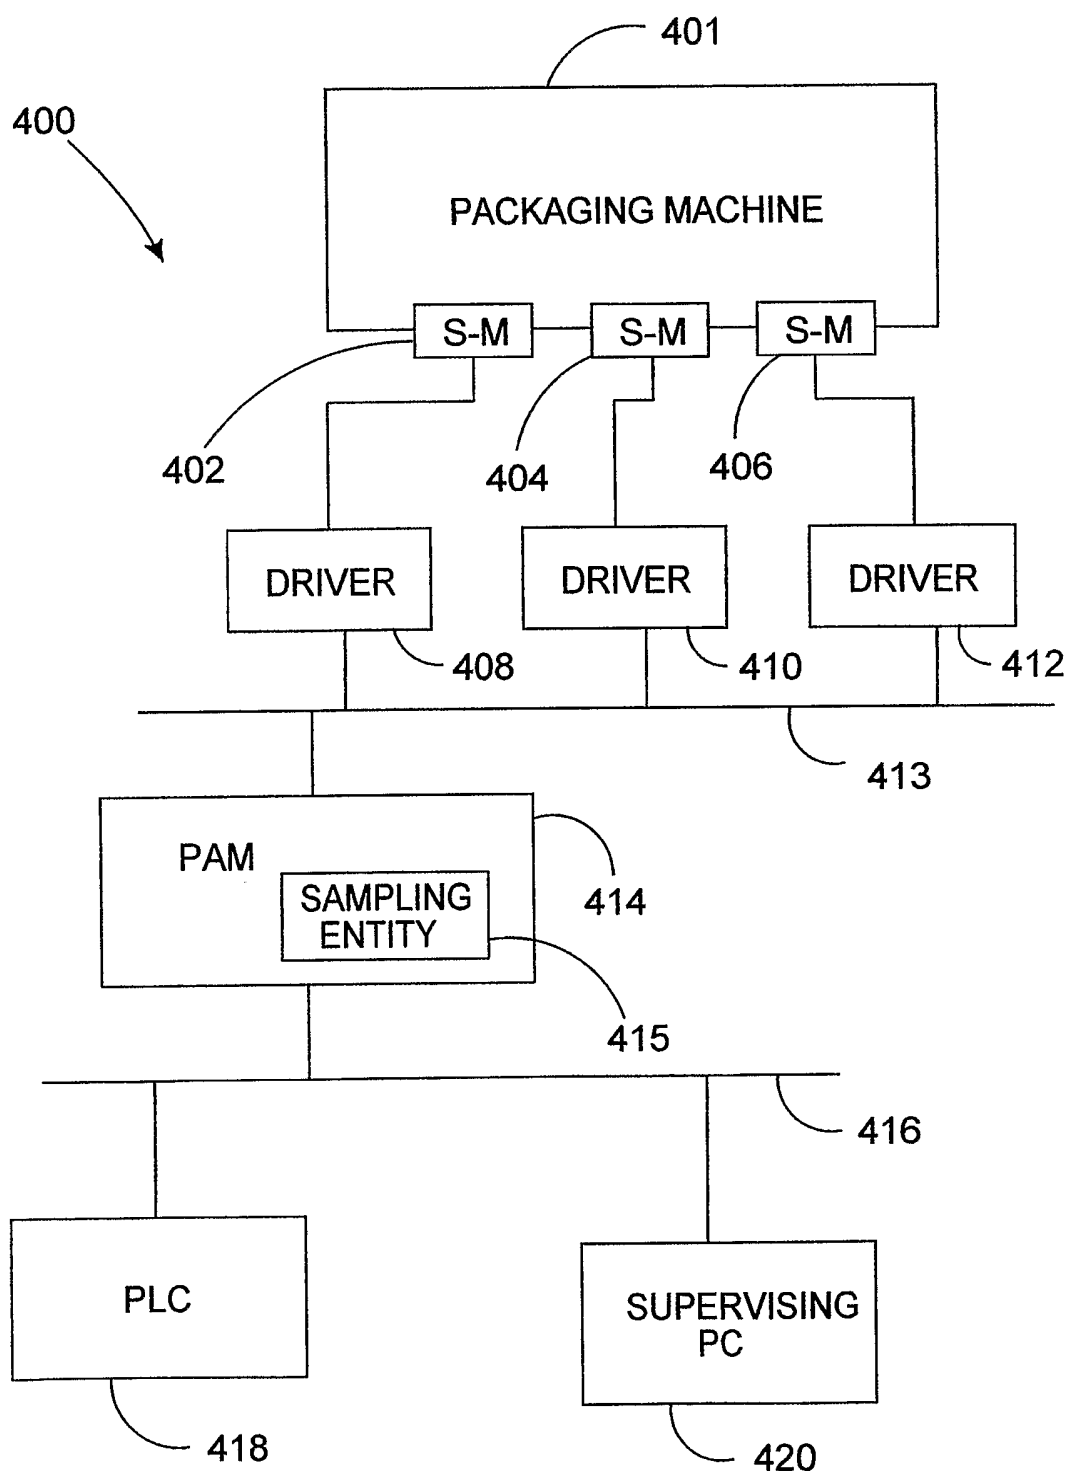 401
400
PACKAGING MACHINE
S-M S-M S-M
402 404 406
DRIVER DRIVER DRIVER
408 410 412
413
PAM
SAMPLING
ENTITY
414
415
416
PLC
SUPERVISING
PC
418
420